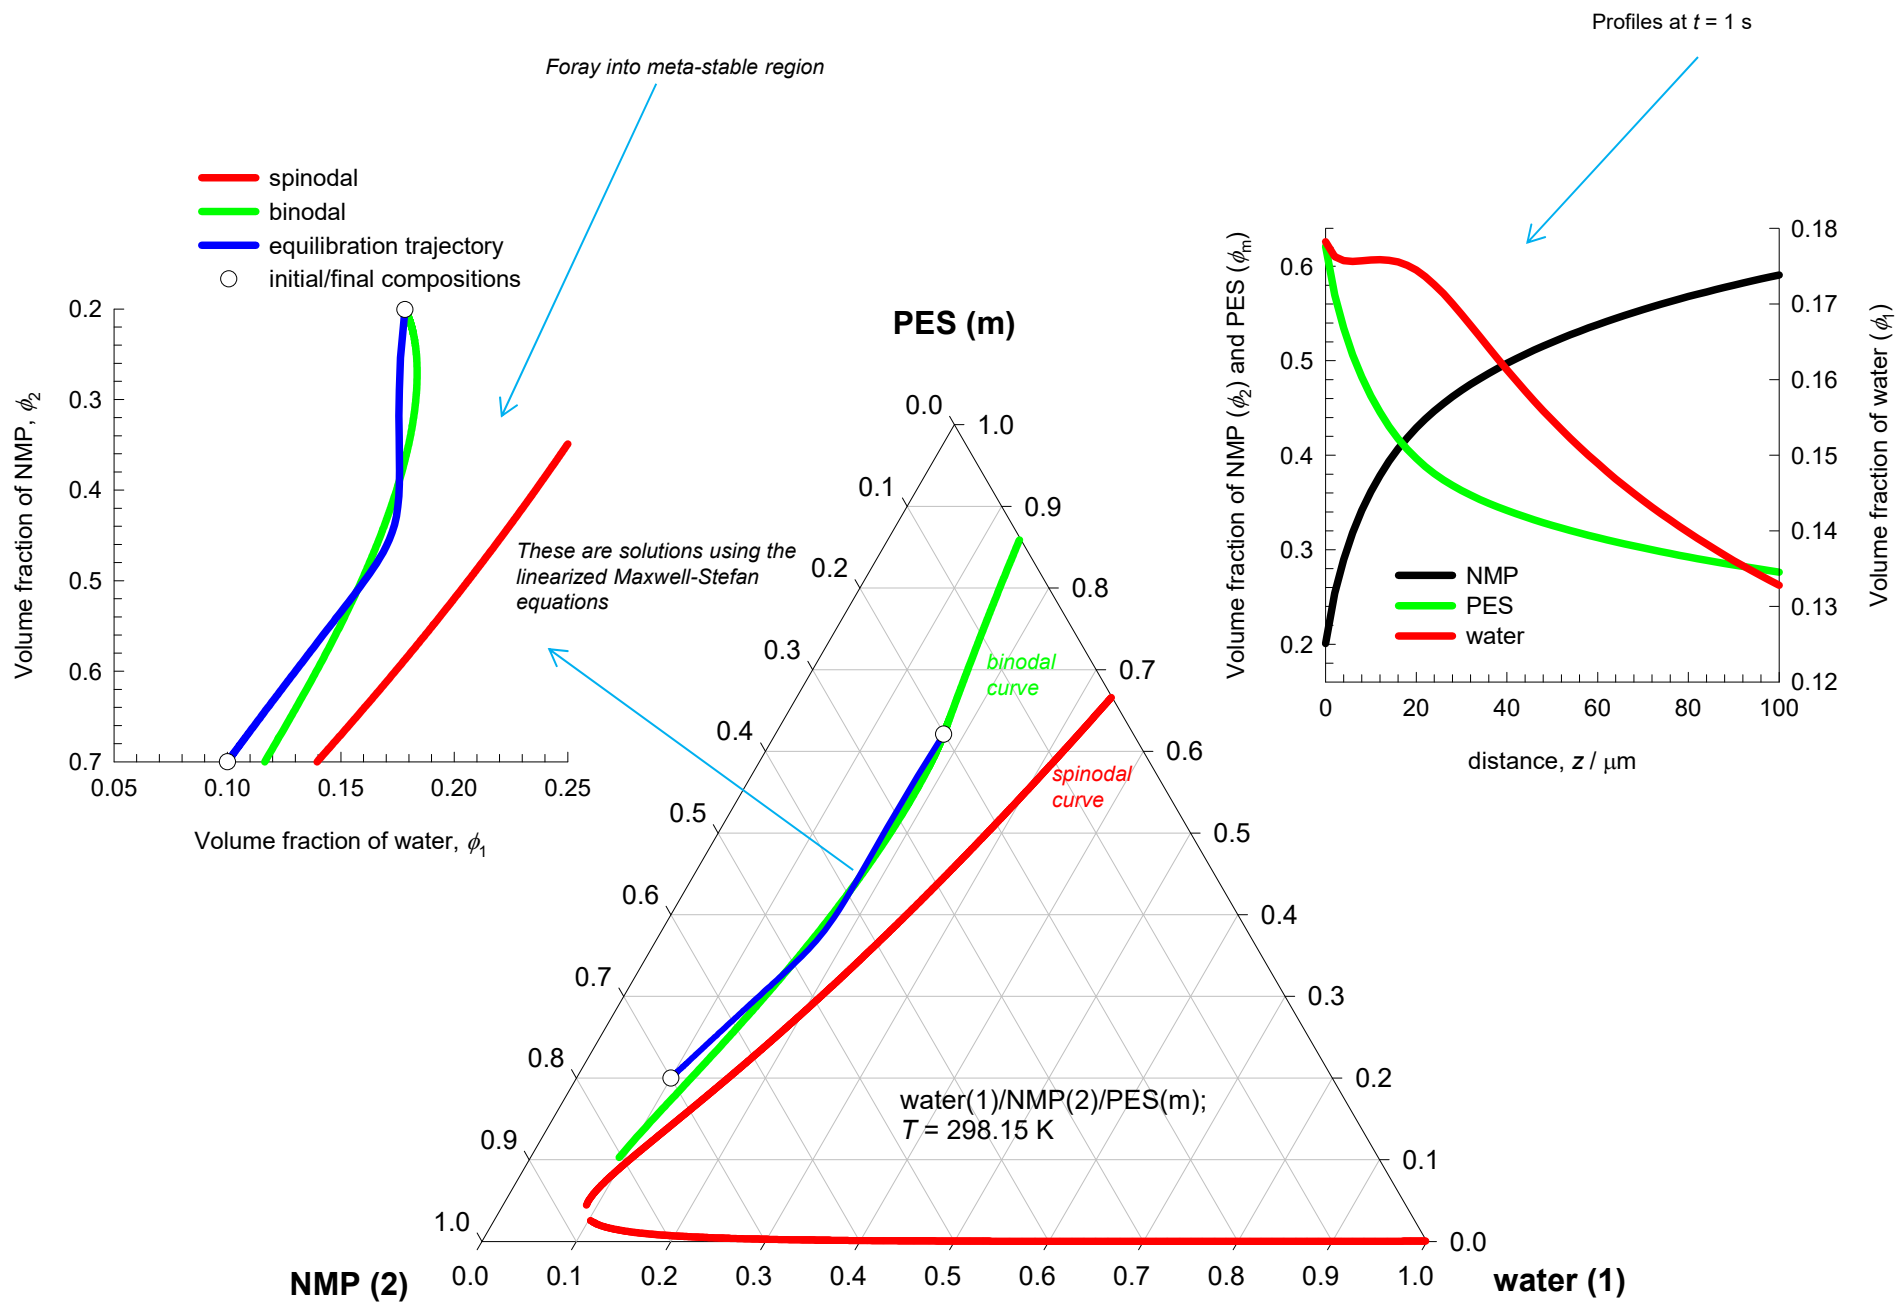 Profiles at t = 1 s
Foray into meta-stable region
spinodal
binodal
equilibration trajectory
initial/final compositions
0.2
0.3
0.4
0.5
0.6
0.7
Volume fraction of NMP, ϕ2
0.05
0.10
0.15
0.20
0.25
Volume fraction of water, ϕ1
These are solutions using the
linearized Maxwell-Stefan
equations
PES (m)
0.0
0.1
0.2
0.3
0.4
0.5
0.6
0.7
0.8
0.9
1.0
1.0
0.9
0.8
0.7
0.6
0.5
0.4
0.3
0.2
0.1
0.0
binodal
curve
spinodal
curve
water(1)/NMP(2)/PES(m);
T = 298.15 K
0.0
0.1
0.2
0.3
0.4
0.5
0.6
0.7
0.8
0.9
1.0
NMP (2)
water (1)
Volume fraction of NMP (ϕ2) and PES (ϕm)
0.6
0.5
0.4
0.3
0.2
NMP
PES
water
0
20
40
60
80
100
distance, z / μm
0.18
0.17
0.16
0.15
0.14
0.13
0.12
Volume fraction of water (ϕ1)